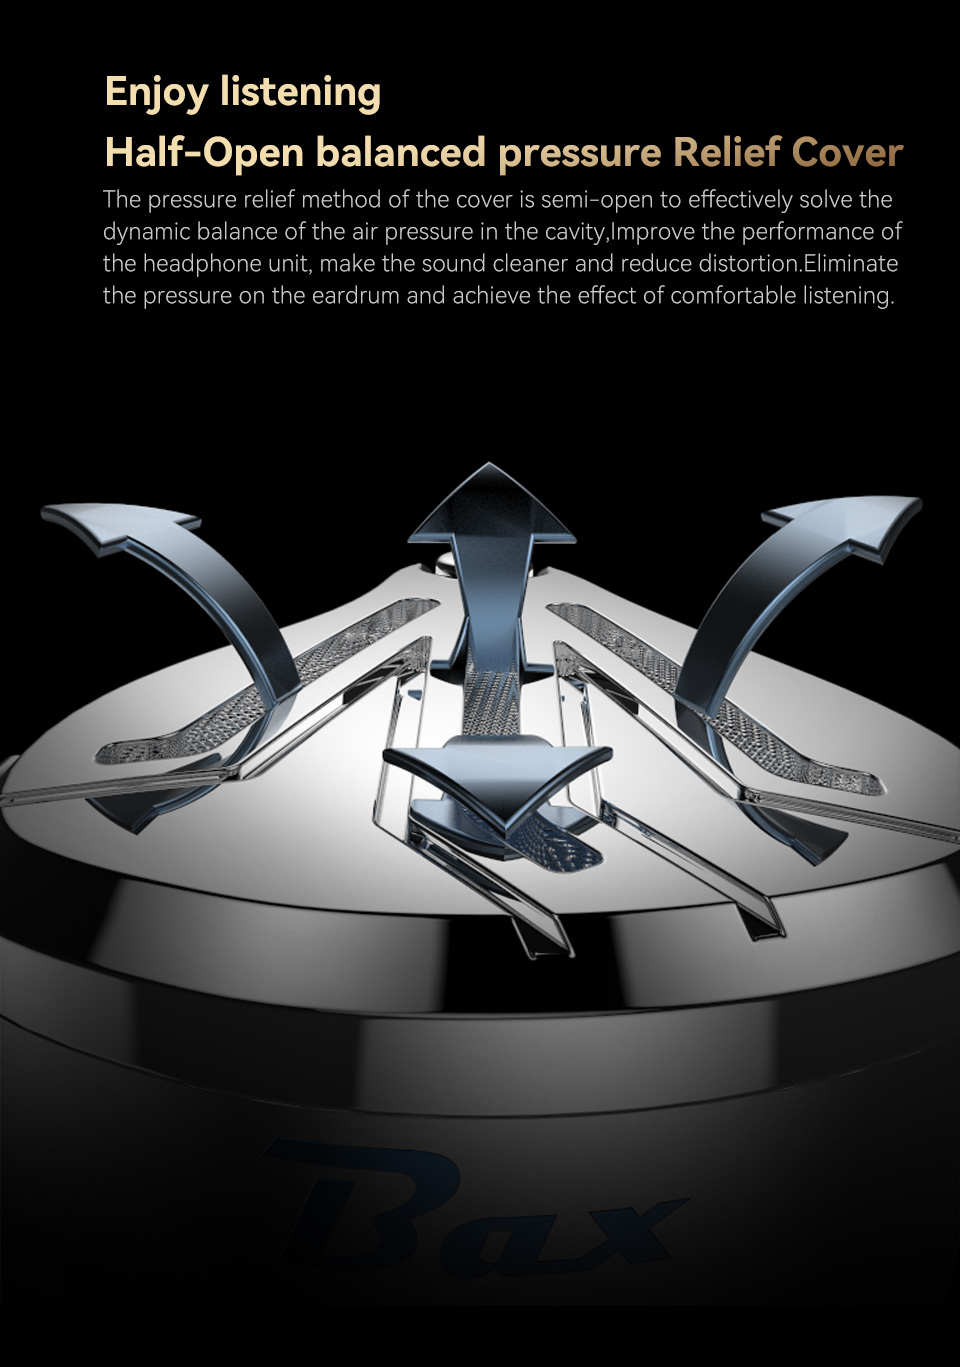 Enjoy listening
Half-Open balanced pressure Relief Cover
The pressure relief method of the cover is semi-open to effectively solve the
dynamic balance of the air pressure in the cavity,Improve the performance of
the headphone unit, make the sound cleaner and reduce distortion.Eliminate
the pressure on the eardrum and achieve the effect of comfortable listening.
Bax